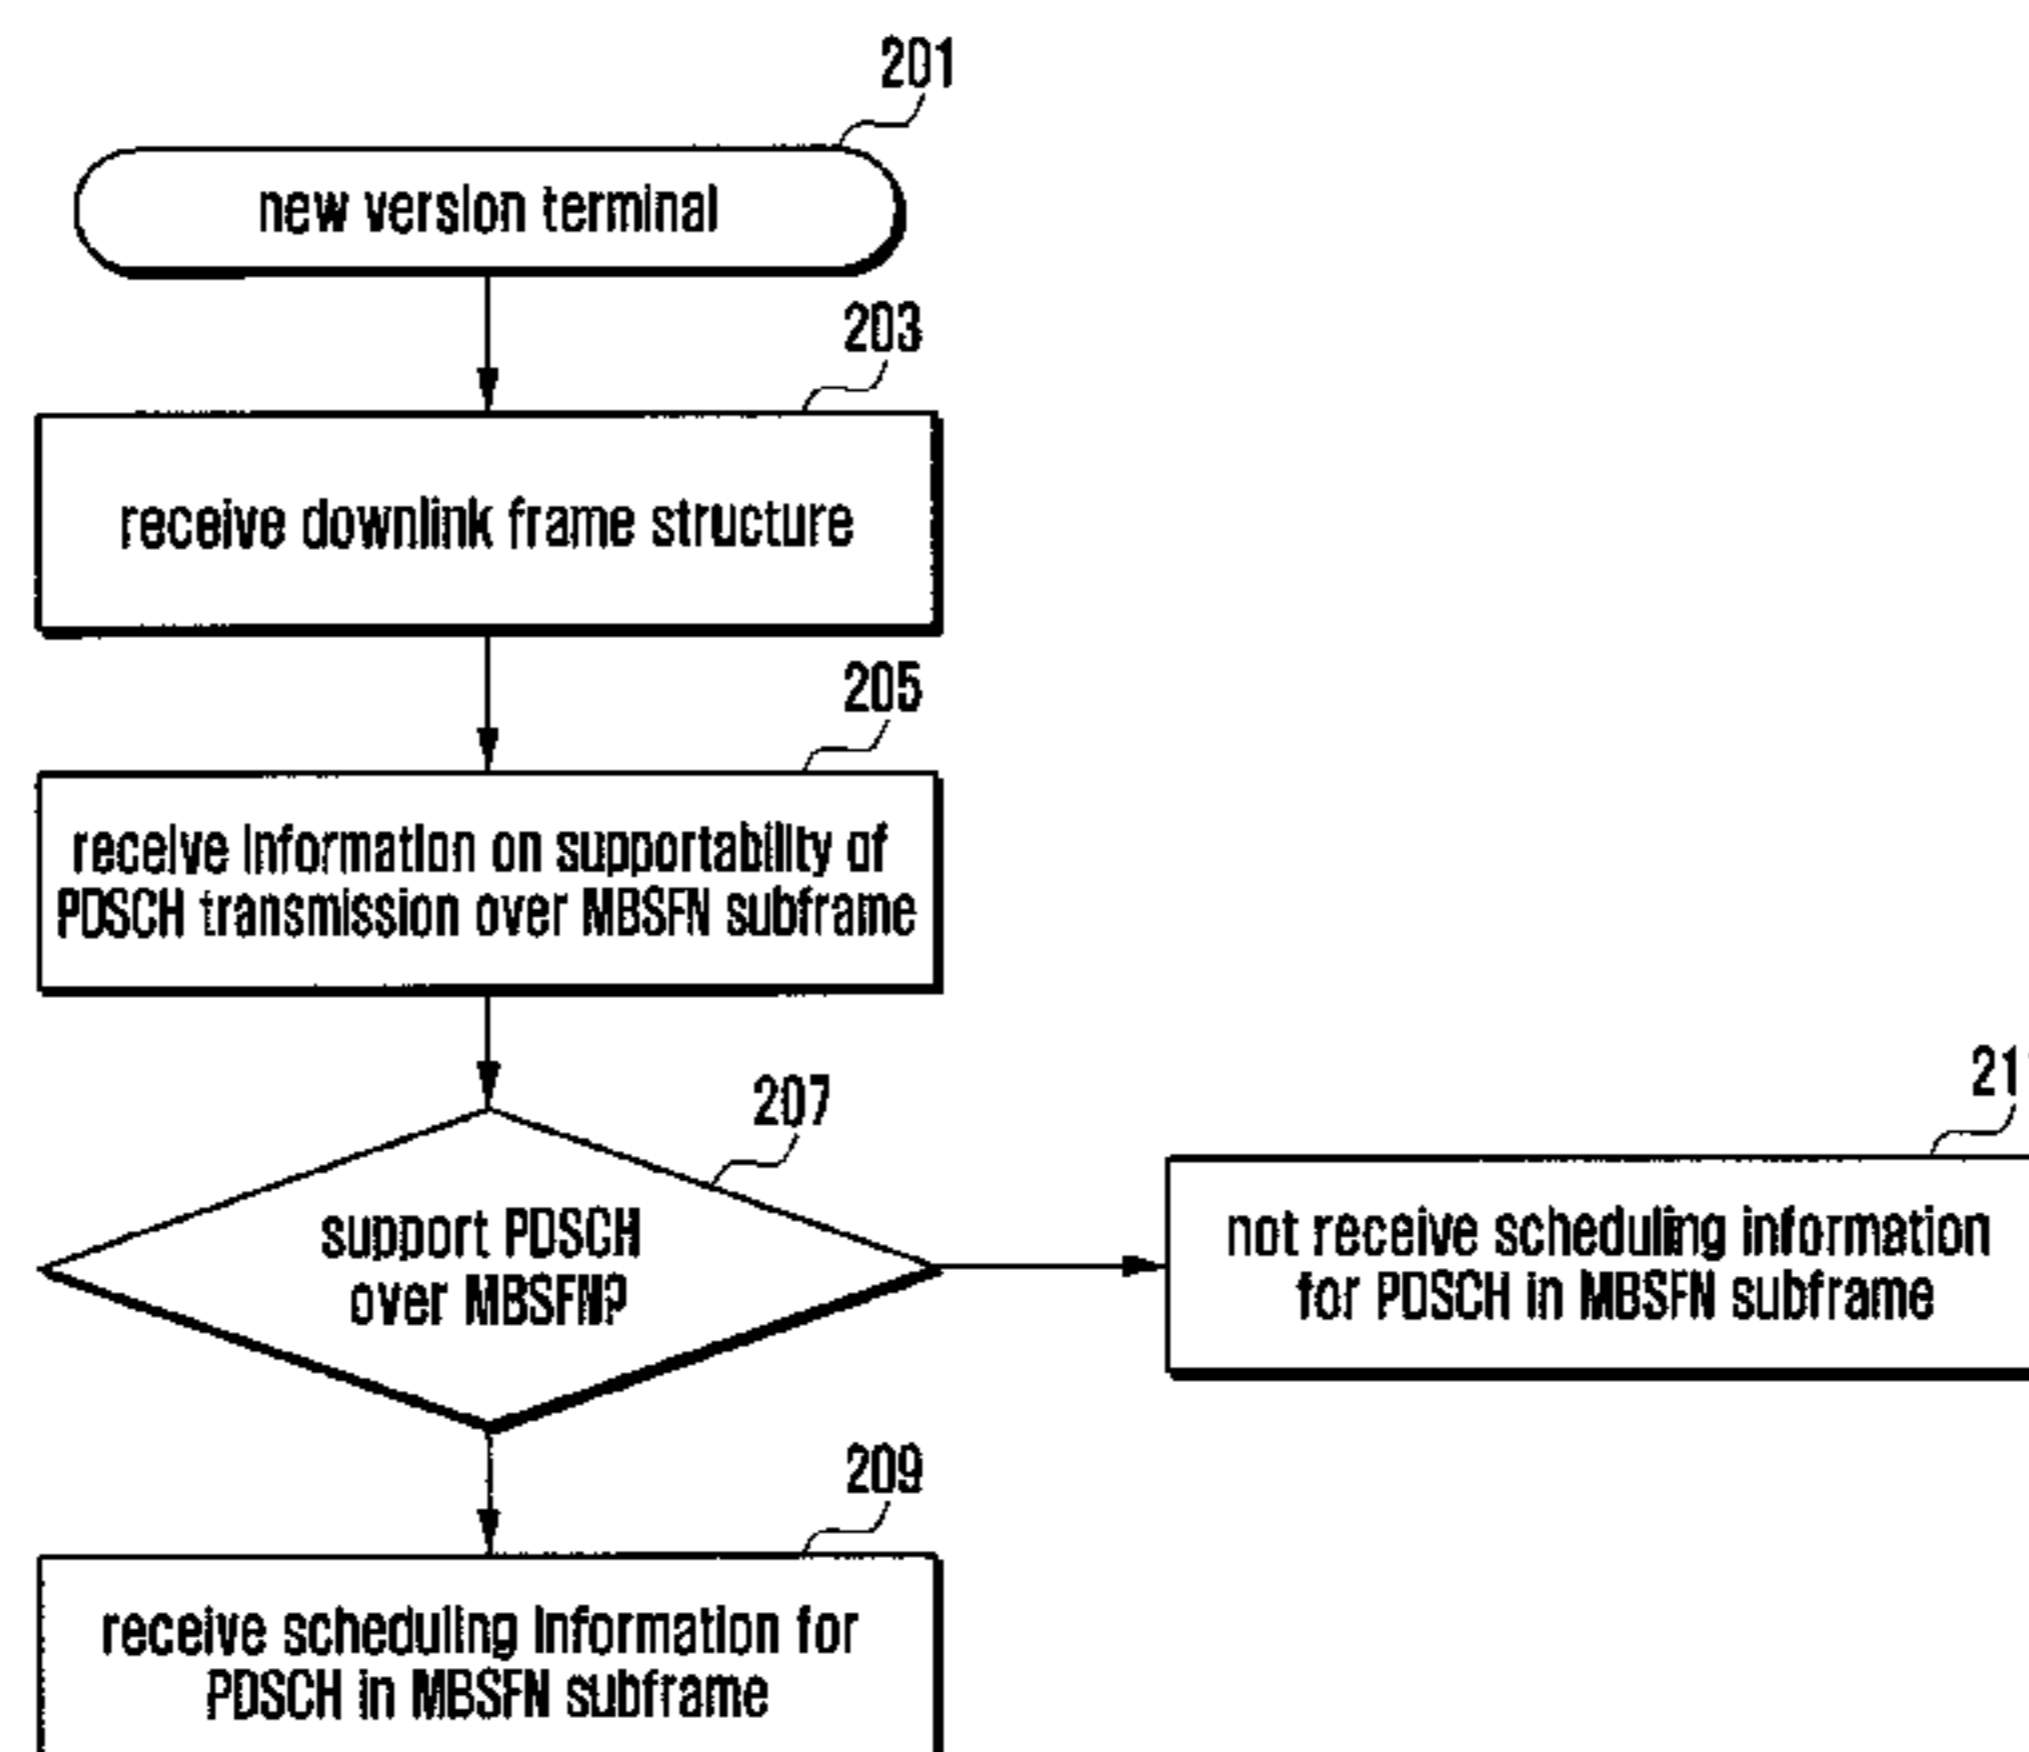 201
new version terminal
203
receive downlink frame structure
205
receive information on supportability of
PDSCH transmission over MBSFN subframe
207
support PDSCH
over MBSFN?
21
not receive scheduling information
for PDSCH in MBSFN subframe
209
receive scheduling information for
PDSCH in MBSFN subframe